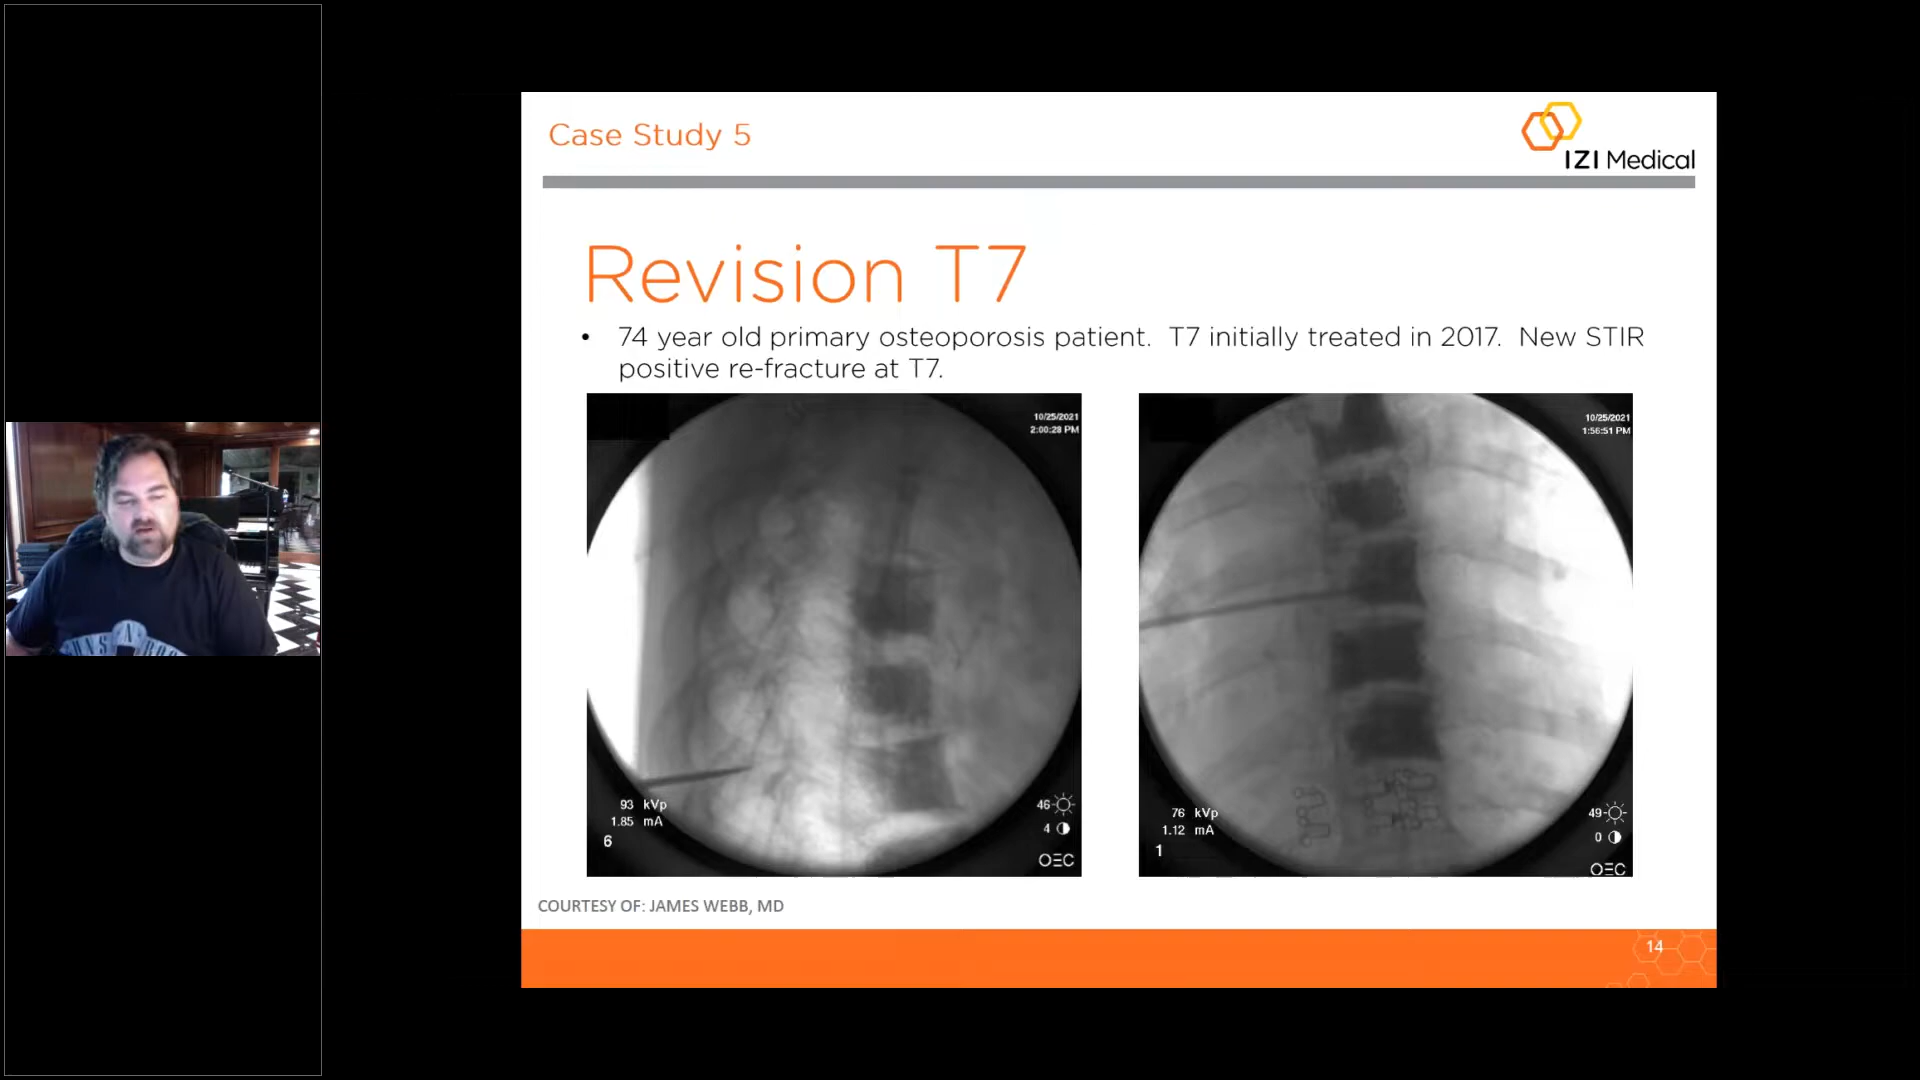 Case Study 5
IZI Medical
Revision T7
• 74 year old primary osteoporosis patient. T7 initially treated in 2017. New STIR
positive re-fracture at T7.
10/25/2021
2:00:28 PM
93 kVp
1.85 mA
6
46
4
OEC
10/25/2021
1:56:51 PM
76 kVp
1.12 mA
1
49
0
OEC
COURTESY OF: JAMES WEBB, MD
14